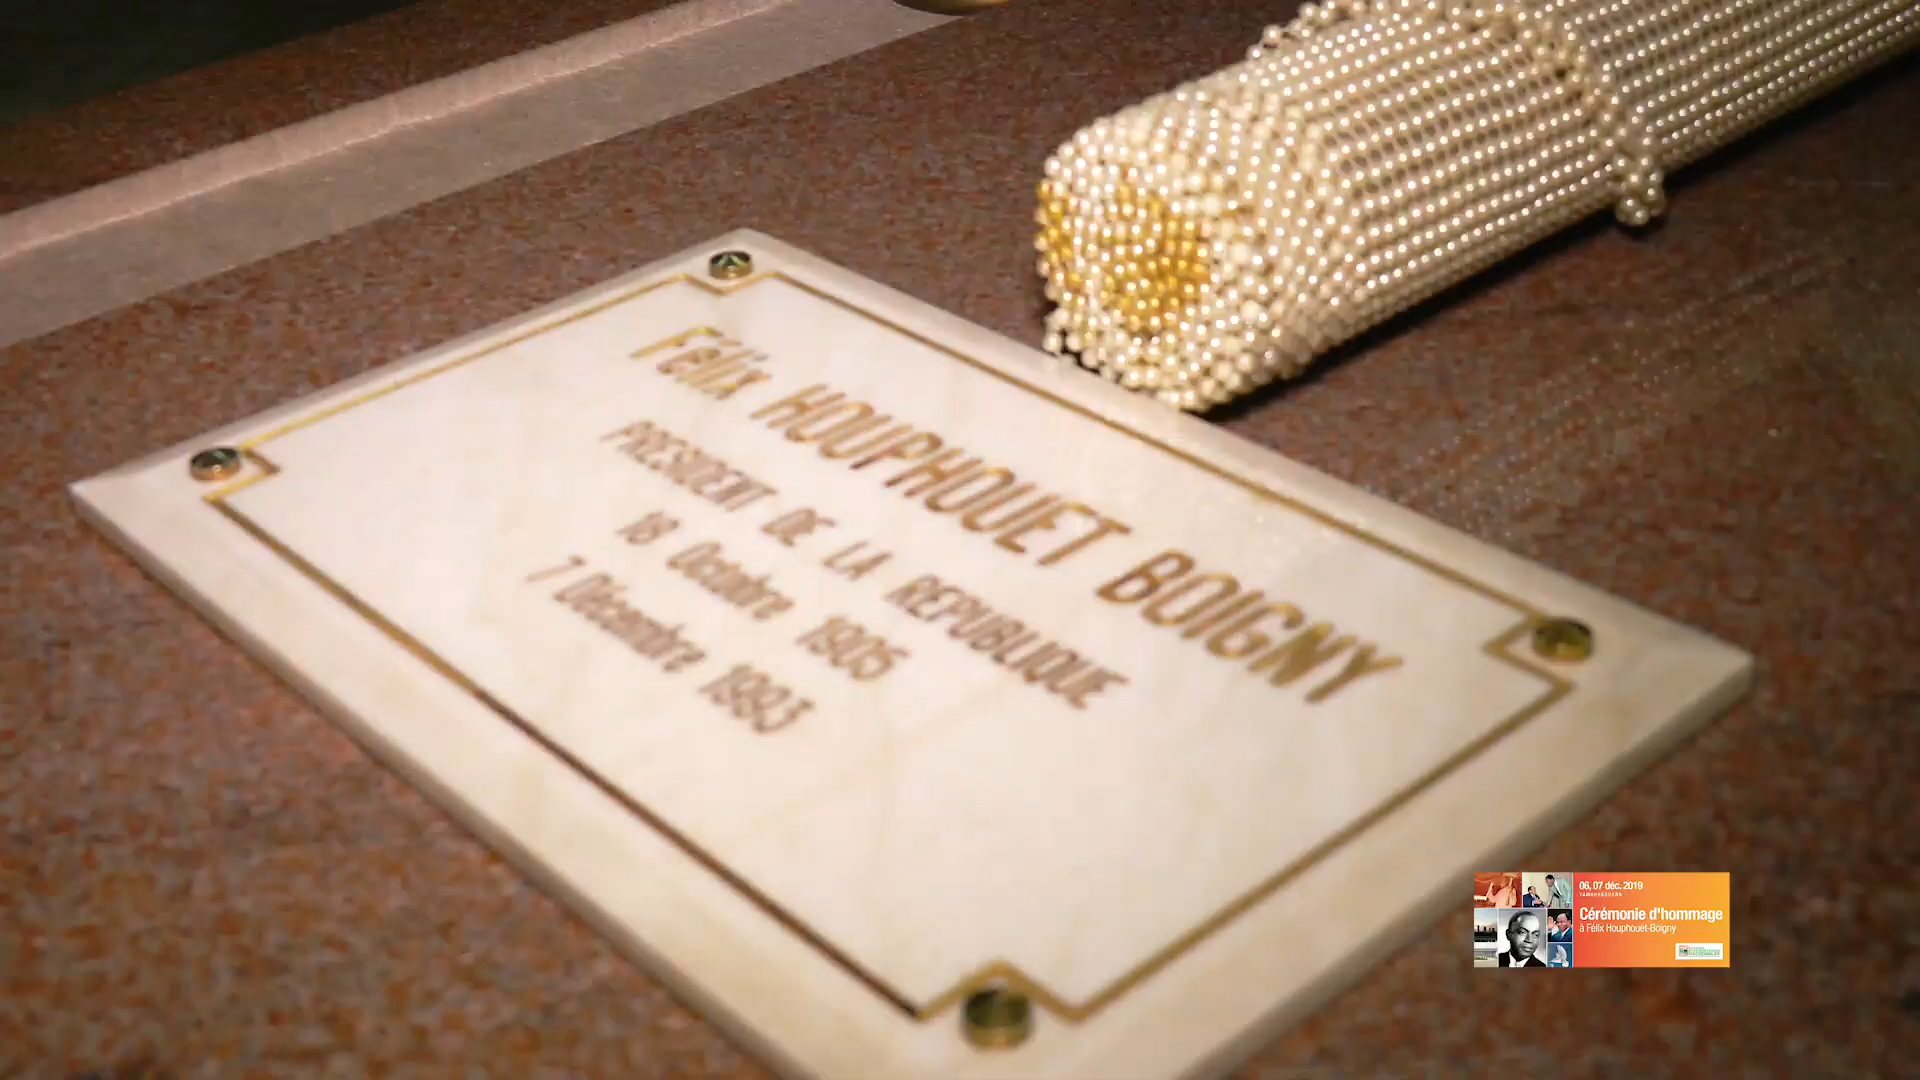 Félix HOUPHOUET BOIGNY
PRESIDENT DE LA REPUBLIQUE
18 Octobre 1905
7 Décembre 1993
06, 07 déc. 2019
YAMOUSSOUKRO
Cérémonie d'hommage
à Félix Houphouët-Boigny